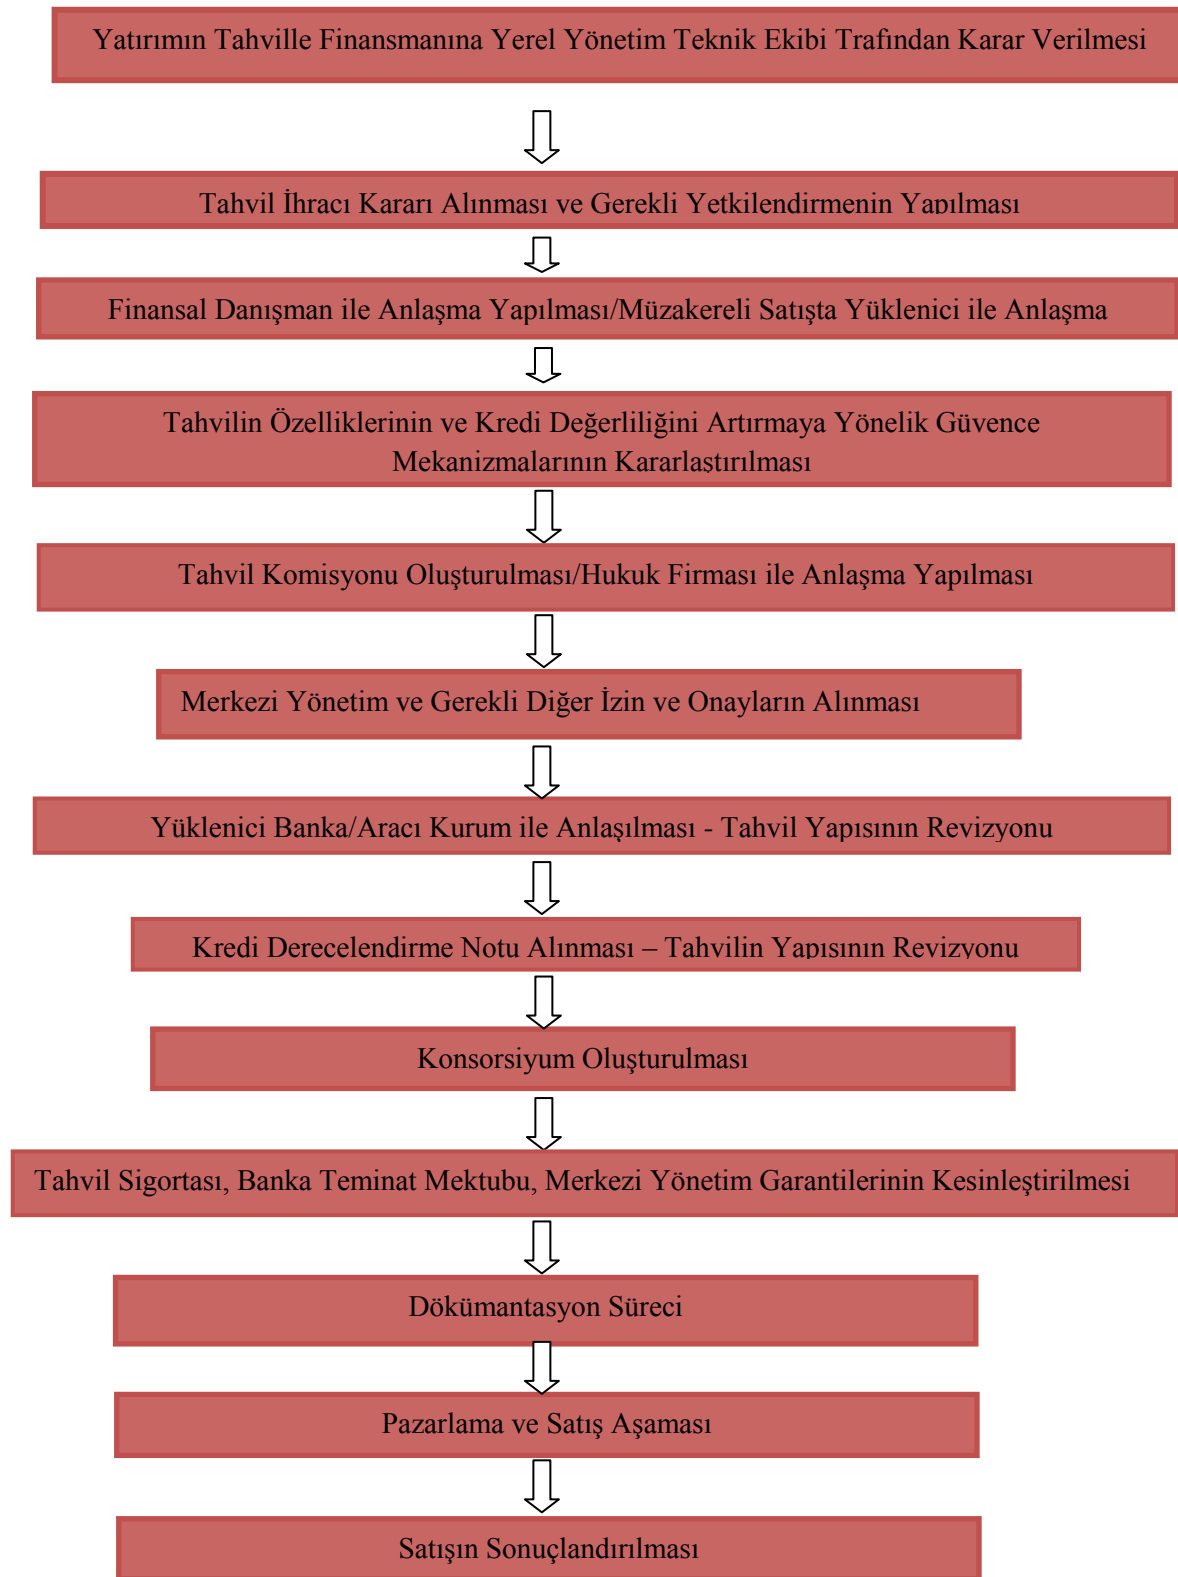 Yatırımın Tahville Finansmanına Yerel Yönetim Teknik Ekibi Trafından Karar Verilmesi
Tahvil İhracı Kararı Alınması ve Gerekli Yetkilendirmenin Yapılması
Finansal Danışman ile Anlaşma Yapılması/Müzakereli Satışta Yüklenici ile Anlaşma
Tahvilin Özelliklerinin ve Kredi Değerliliğini Artırmaya Yönelik Güvence
Mekanizmalarının Kararlaştırılması
Tahvil Komisyonu Oluşturulması/Hukuk Firması ile Anlaşma Yapılması
Merkezi Yönetim ve Gerekli Diğer İzin ve Onayların Alınması
Yüklenici Banka/Aracı Kurum ile Anlaşılması - Tahvil Yapısının Revizyonu
Kredi Derecelendirme Notu Alınması – Tahvilin Yapısının Revizyonu
Konsorsiyum Oluşturulması
Tahvil Sigortası, Banka Teminat Mektubu, Merkezi Yönetim Garantilerinin Kesinleştirilmesi
Dökümantasyon Süreci
Pazarlama ve Satış Aşaması
Satışın Sonuçlandırılması